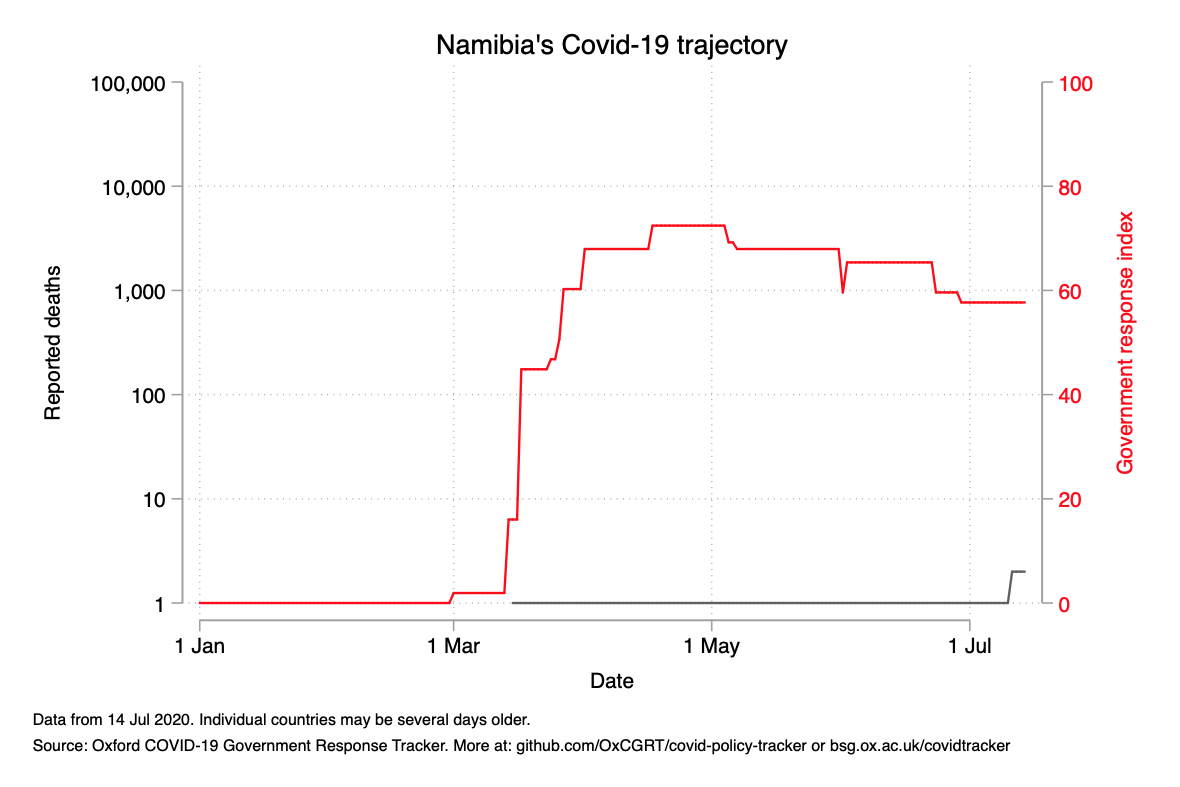 Namibia's Covid-19 trajectory
100,000
10,000
1,000
100
10
1
Reported deaths
100
80
60
40
20
0
Government response index
1 Jan
1 Mar
1 May
1 Jul
Date
Data from 14 Jul 2020. Individual countries may be several days older.
Source: Oxford COVID-19 Government Response Tracker. More at: github.com/OxCGRT/covid-policy-tracker or bsg.ox.ac.uk/covidtracker